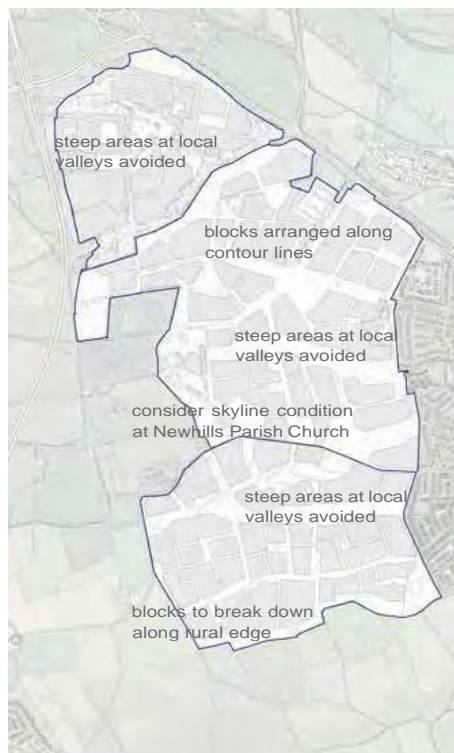 steep areas at local
valleys avoided
blocks arranged along
contour lines
steep areas at local
valleys avoided
consider skyline condition
at Newhills Parish Church
steep areas at local
valleys avoided
blocks to break down
along rural edge